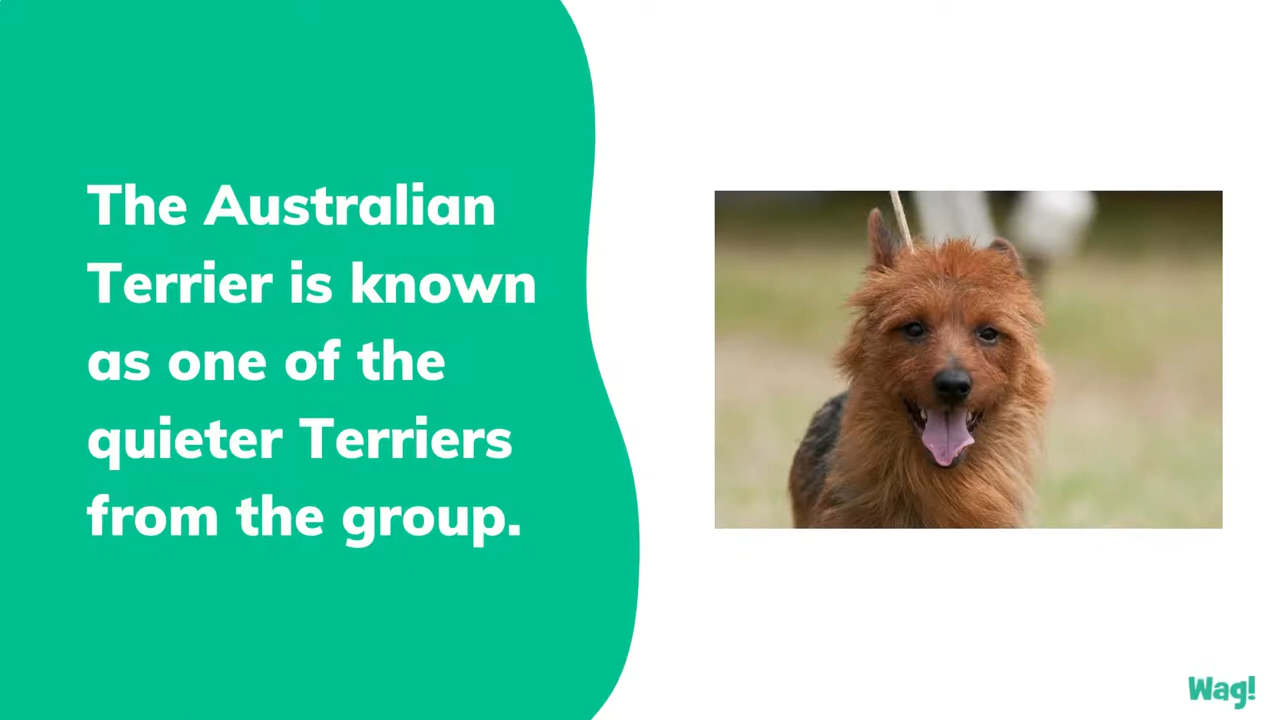 The Australian
Terrier is known
as one of the
quieter Terriers
from the group.
Wag!